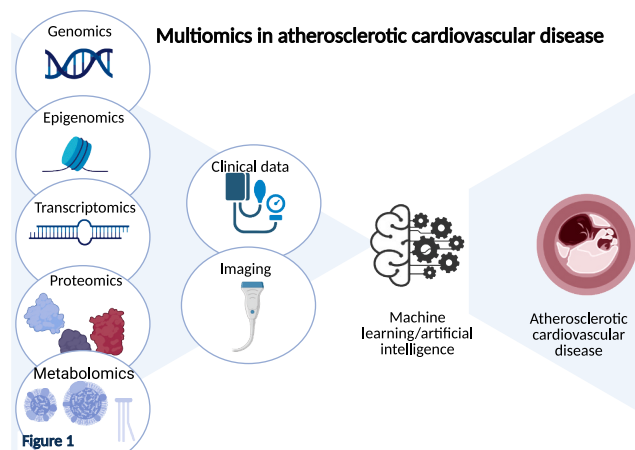 Multiomics in atherosclerotic cardiovascular disease
Genomics
Epigenomics
Transcriptomics
Proteomics
Metabolomics
Clinical data
Imaging
Machine
learning/artificial
intelligence
Atherosclerotic
cardiovascular
disease
Figure 1